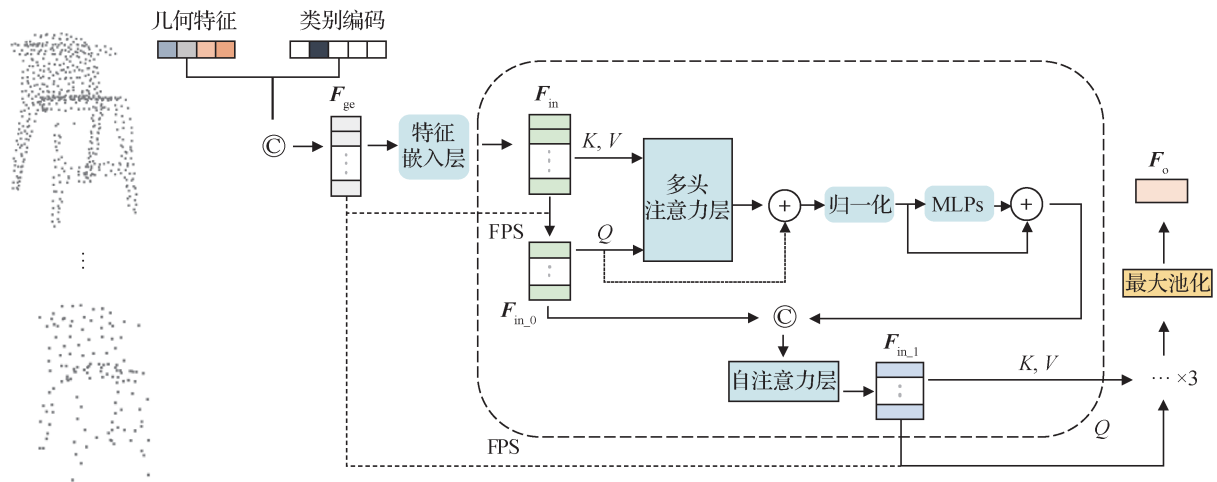 几何特征
类别编码
F_ge
©
特征
嵌入层
F_in
K, V
FPS
Q
F_in_0
多头
注意力层
+
归一化
MLPs
+
©
自注意力层
F_in_1
K, V
Q
FPS
… ×3
最大池化
F_o